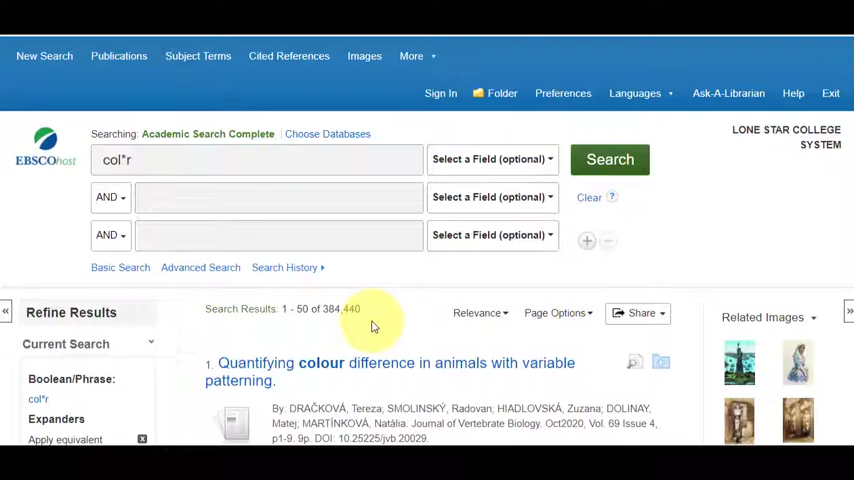 New Search Publications Subject Terms Cited References Images More
Sign In Folder Preferences Languages Ask-A-Librarian Help Exit
EBSCOhost
Searching: Academic Search Complete Choose Databases
LONE STAR COLLEGE
SYSTEM
col*r Select a Field (optional) Search
AND Select a Field (optional) Clear ?
AND Select a Field (optional)
Basic Search Advanced Search Search History
« Refine Results
Current Search
Boolean/Phrase:
col*r
Expanders
Apply equivalent x
Search Results: 1 - 50 of 384,440 Relevance Page Options Share
1. Quantifying colour difference in animals with variable
patterning.
By: DRAČKOVÁ, Tereza; SMOLINSKÝ, Radovan; HIADLOVSKÁ, Zuzana; DOLINAY,
Matej; MARTÍNKOVÁ, Natália. Journal of Vertebrate Biology. Oct2020, Vol. 69 Issue 4,
p1-9. 9p. DOI: 10.25225/jvb.20029.
Related Images »